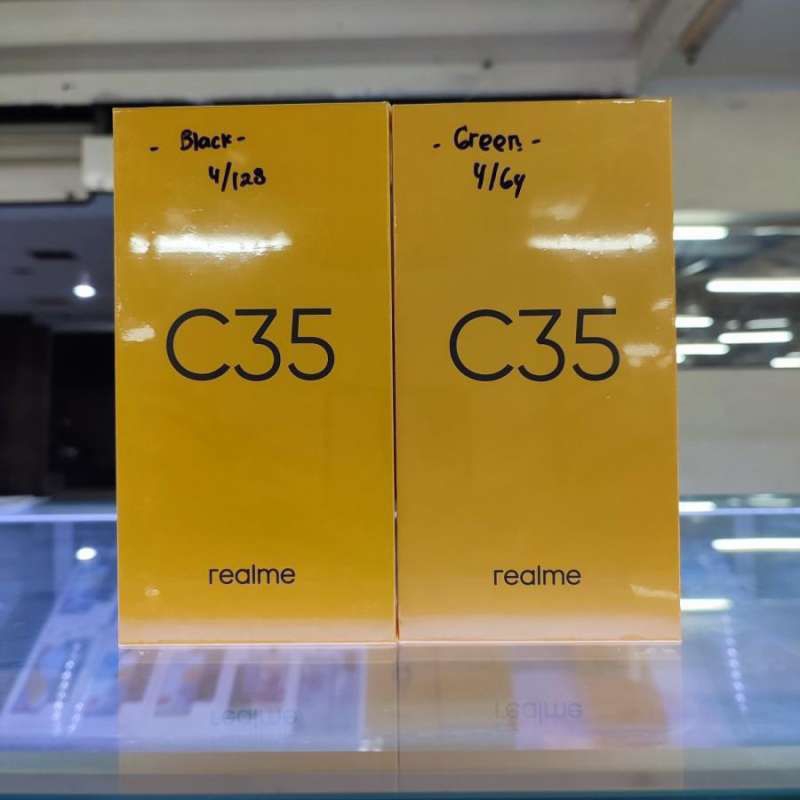 - Black -
4/128
C35
realme
- Green -
4/64
C35
realme